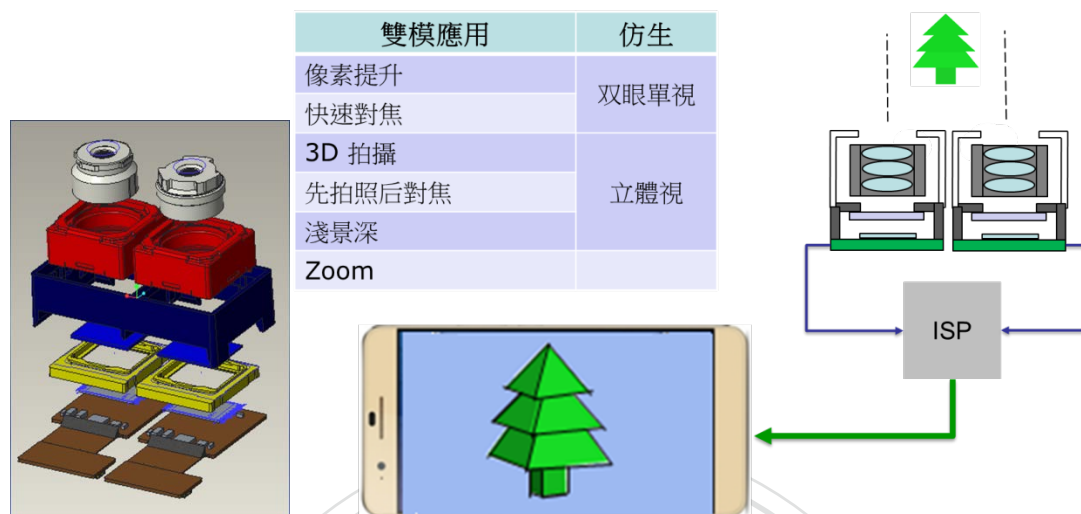 雙模應用 仿生
像素提升
双眼單視
快速對焦
3D 拍攝
先拍照后對焦 立體視
淺景深
Zoom
ISP